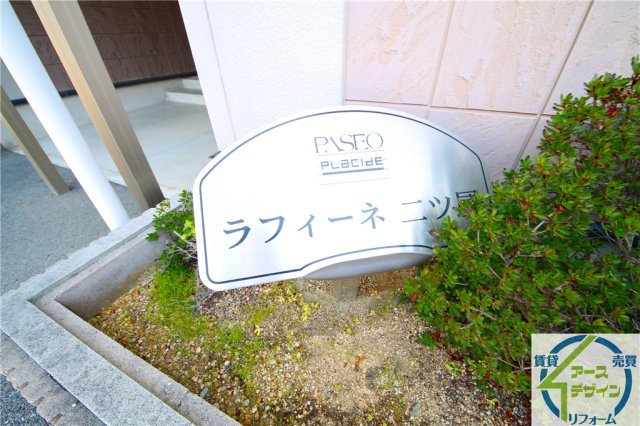 PASEO
PLACIDE
ラフィーネ 二ツ
賃貸 売買
アース
デザイン
リフォーム